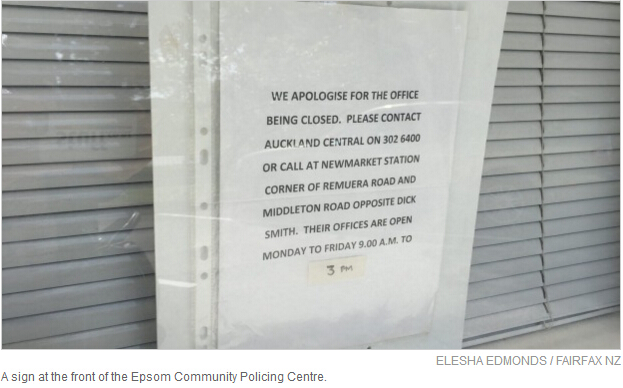 WE APOLOGISE FOR THE OFFICE
BEING CLOSED. PLEASE CONTACT
AUCKLAND CENTRAL ON 302 6400
OR CALL AT NEWMARKET STATION
CORNER OF REMUERA ROAD AND
MIDDLETON ROAD OPPOSITE DICK
SMITH. THEIR OFFICES ARE OPEN
MONDAY TO FRIDAY 9.00 A.M. TO
3 PM
ELESHA EDMONDS / FAIRFAX NZ
A sign at the front of the Epsom Community Policing Centre.